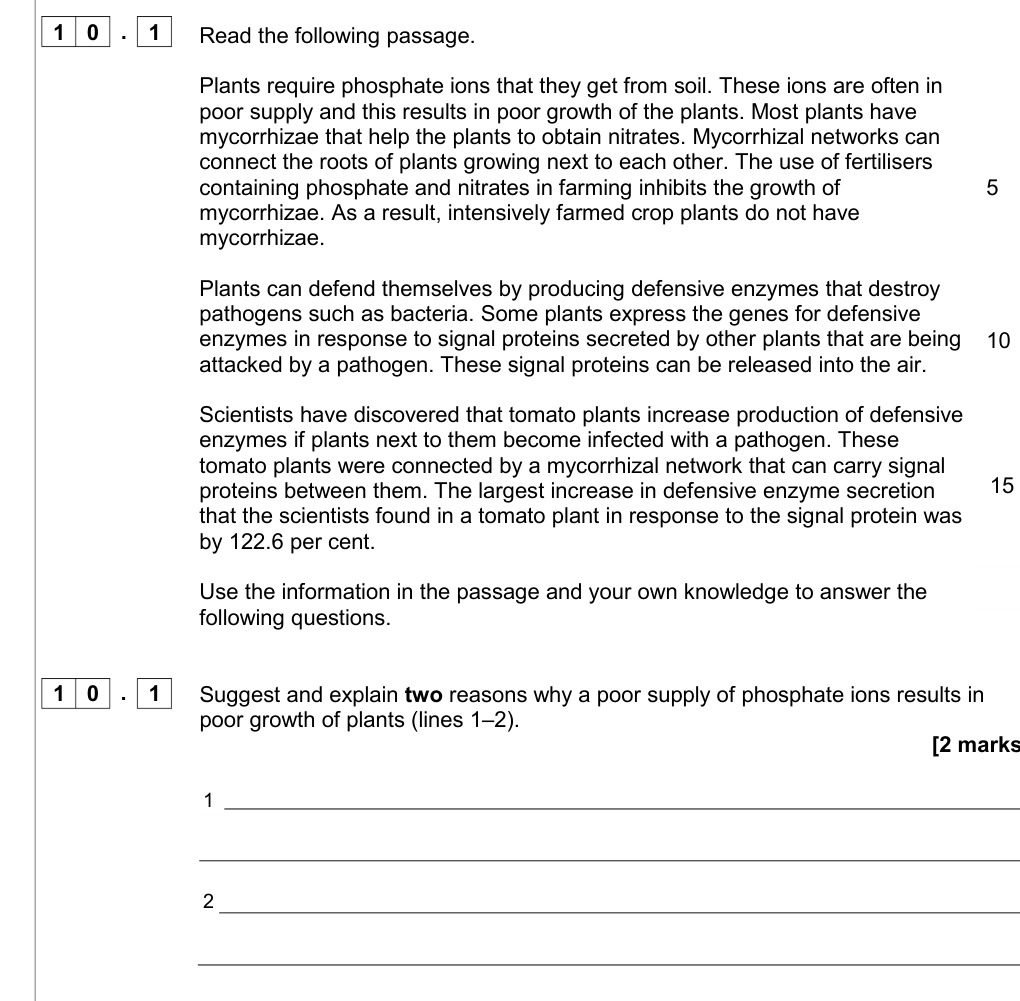 1 0 . 1 Read the following passage.
Plants require phosphate ions that they get from soil. These ions are often in
poor supply and this results in poor growth of the plants. Most plants have
mycorrhizae that help the plants to obtain nitrates. Mycorrhizal networks can
connect the roots of plants growing next to each other. The use of fertilisers
containing phosphate and nitrates in farming inhibits the growth of 5
mycorrhizae. As a result, intensively farmed crop plants do not have
mycorrhizae.
Plants can defend themselves by producing defensive enzymes that destroy
pathogens such as bacteria. Some plants express the genes for defensive
enzymes in response to signal proteins secreted by other plants that are being 10
attacked by a pathogen. These signal proteins can be released into the air.
Scientists have discovered that tomato plants increase production of defensive
enzymes if plants next to them become infected with a pathogen. These
tomato plants were connected by a mycorrhizal network that can carry signal
proteins between them. The largest increase in defensive enzyme secretion 15
that the scientists found in a tomato plant in response to the signal protein was
by 122.6 per cent.
Use the information in the passage and your own knowledge to answer the
following questions.
1 0 . 1 Suggest and explain two reasons why a poor supply of phosphate ions results in
poor growth of plants (lines 1–2).
[2 marks
1
2